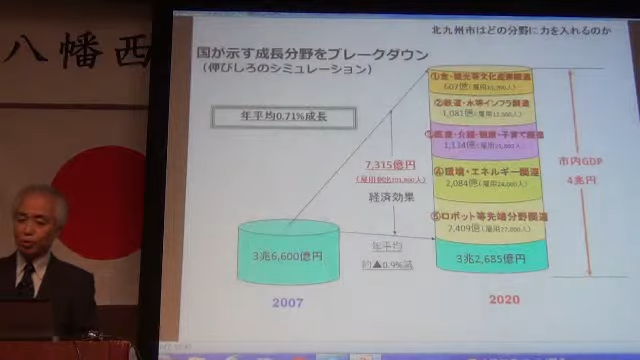 八幡西
北九州市はどの分野に力を入れるのか
国が示す成長分野をブレークダウン
（伸びしろのシミュレーション）
年平均0.71%成長
①食・観光等文化産業関連
607億
②鉄道・水等インフラ関連
1,081億
③医療・介護・健康・子育て関連
1,134億
④環境・エネルギー関連
2,084億
⑤ロボット等先端分野関連
2,409億
7,315億円
経済効果
年平均
約▲0.9%減
3兆6,600億円
3兆2,685億円
市内GDP
4兆円
2007
2020